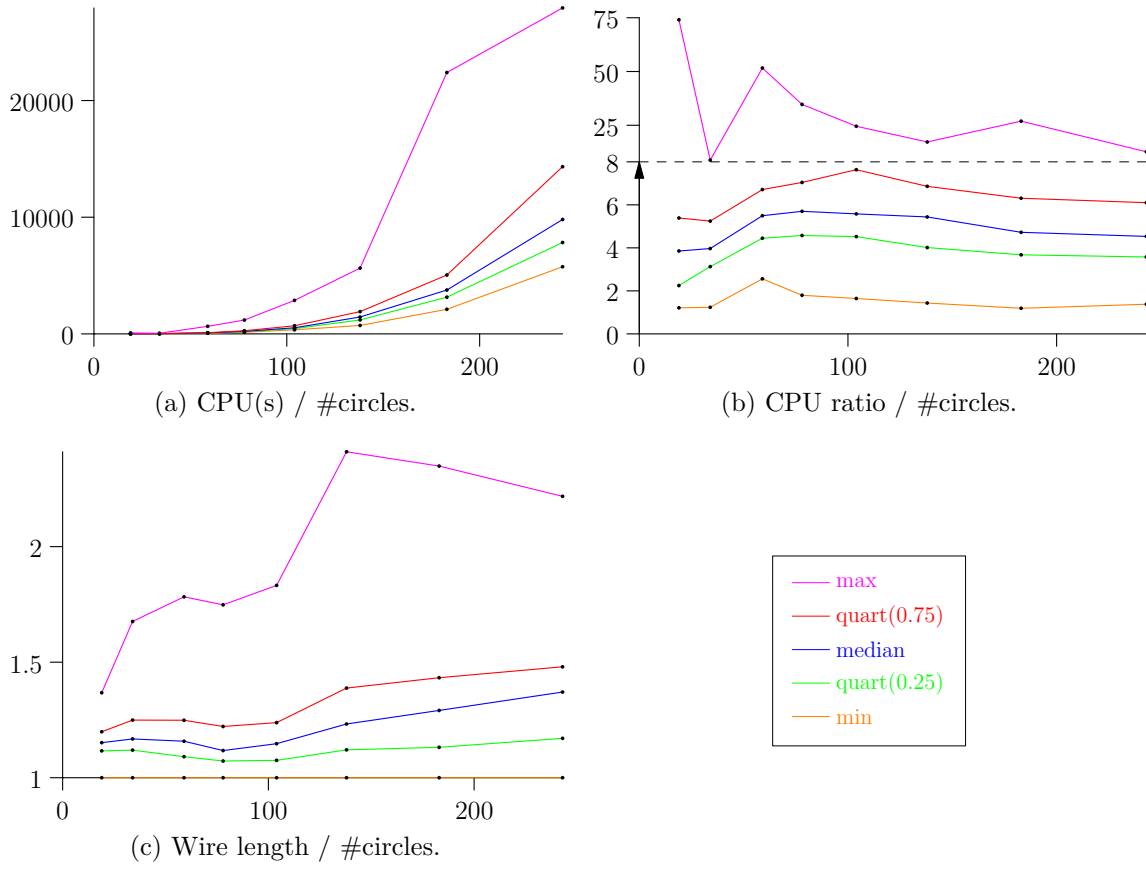 20000
10000
0
0
100
200
(a) CPU(s) / #circles.
75
50
25
8
6
4
2
0
0
100
200
(b) CPU ratio / #circles.
2
1.5
1
0
100
200
(c) Wire length / #circles.
max
quart(0.75)
median
quart(0.25)
min